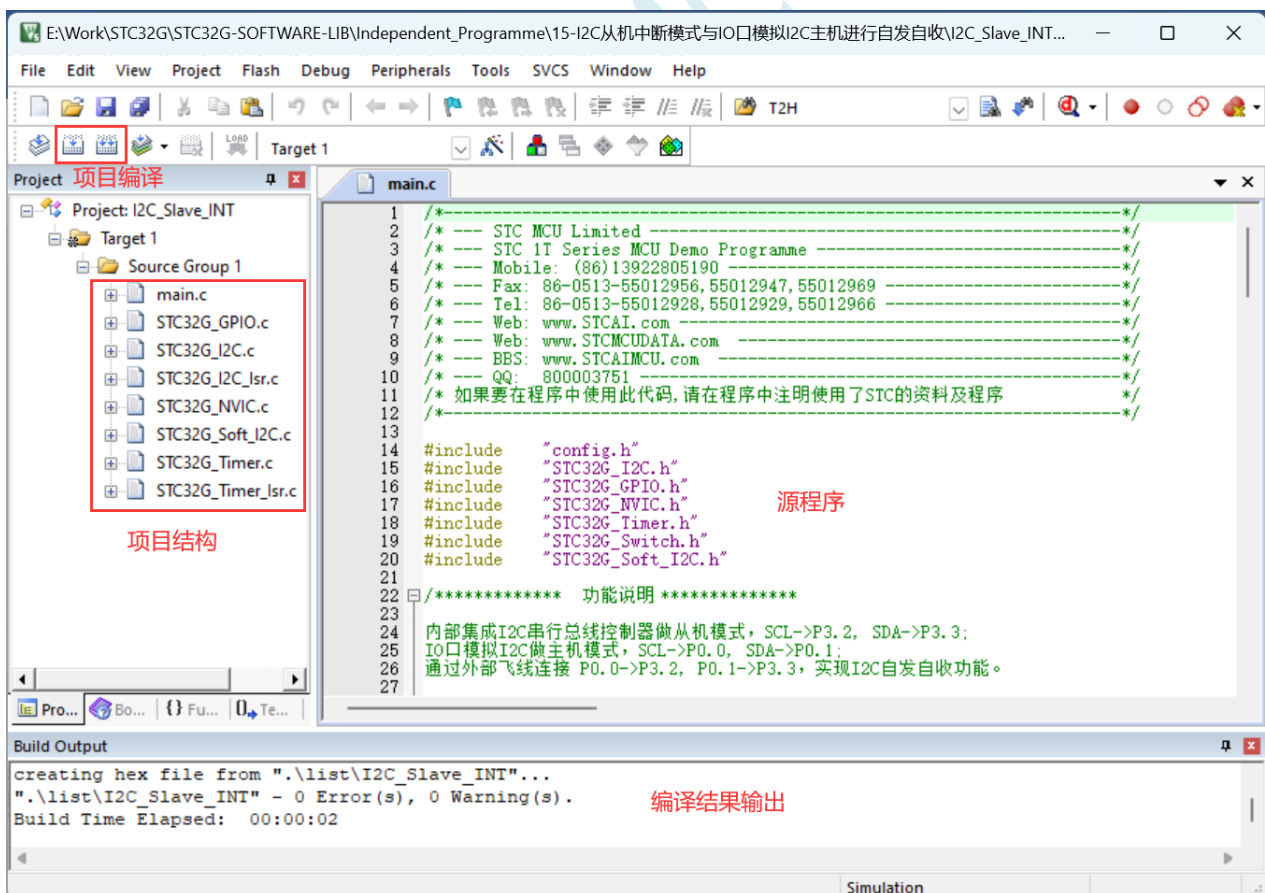 E:\Work\STC32G\STC32G-SOFTWARE-LIB\Independent_Programme\15-I2C从机中断模式与IO口模拟I2C主机进行自发自收\I2C_Slave_INT...
File Edit View Project Flash Debug Peripherals Tools SVCS Window Help
T2H
LOAD
Target 1
Project
项目编译
main.c
Project: I2C_Slave_INT
Target 1
Source Group 1
main.c
STC32G_GPIO.c
STC32G_I2C.c
STC32G_I2C_Isr.c
STC32G_NVIC.c
STC32G_Soft_I2C.c
STC32G_Timer.c
STC32G_Timer_Isr.c
项目结构
1 /*---------------------------------------------------------------------*/
2 /* --- STC MCU Limited ------------------------------------------------*/
3 /* --- STC 1T Series MCU Demo Programme -------------------------------*/
4 /* --- Mobile: (86)13922805190 ----------------------------------------*/
5 /* --- Fax: 86-0513-55012956,55012947,55012969 ------------------------*/
6 /* --- Tel: 86-0513-55012928,55012929,55012966 ------------------------*/
7 /* --- Web: www.STCAI.com ---------------------------------------------*/
8 /* --- Web: www.STCMCUDATA.com  ---------------------------------------*/
9 /* --- BBS: www.STCAIMCU.com  -----------------------------------------*/
10 /* --- QQ:  800003751 -------------------------------------------------*/
11 /* 如果要在程序中使用此代码,请在程序中注明使用了STC的资料及程序            */
12 /*---------------------------------------------------------------------*/
13
14 #include    "config.h"
15 #include    "STC32G_I2C.h"
16 #include    "STC32G_GPIO.h"
17 #include    "STC32G_NVIC.h"
18 #include    "STC32G_Timer.h"
19 #include    "STC32G_Switch.h"
20 #include    "STC32G_Soft_I2C.h"
21
22 /*************  功能说明 **************
23
24 内部集成I2C串行总线控制器做从机模式，SCL->P3.2, SDA->P3.3;
25 IO口模拟I2C做主机模式，SCL->P0.0, SDA->P0.1;
26 通过外部飞线连接 P0.0->P3.2, P0.1->P3.3，实现I2C自发自收功能。
27
源程序
Pro... Bo... {} Fu... Te...
Build Output
creating hex file from ".\list\I2C_Slave_INT"...
".\list\I2C_Slave_INT" - 0 Error(s), 0 Warning(s).
Build Time Elapsed:  00:00:02
编译结果输出
Simulation